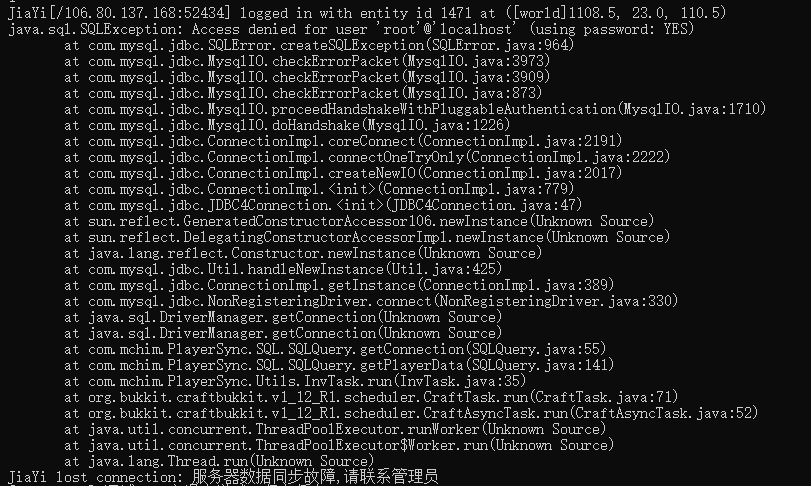 JiaYi[/106.80.137.168:52434] logged in with entity id 1471 at ([world]1108.5, 23.0, 110.5)
java.sql.SQLException: Access denied for user 'root'@'localhost' (using password: YES)
at com.mysql.jdbc.SQLError.createSQLException(SQLError.java:964)
at com.mysql.jdbc.MysqlIO.checkErrorPacket(MysqlIO.java:3973)
at com.mysql.jdbc.MysqlIO.checkErrorPacket(MysqlIO.java:3909)
at com.mysql.jdbc.MysqlIO.checkErrorPacket(MysqlIO.java:873)
at com.mysql.jdbc.MysqlIO.proceedHandshakeWithPluggableAuthentication(MysqlIO.java:1710)
at com.mysql.jdbc.MysqlIO.doHandshake(MysqlIO.java:1226)
at com.mysql.jdbc.ConnectionImpl.coreConnect(ConnectionImpl.java:2191)
at com.mysql.jdbc.ConnectionImpl.connectOneTryOnly(ConnectionImpl.java:2222)
at com.mysql.jdbc.ConnectionImpl.createNewIO(ConnectionImpl.java:2017)
at com.mysql.jdbc.ConnectionImpl.<init>(ConnectionImpl.java:779)
at com.mysql.jdbc.JDBC4Connection.<init>(JDBC4Connection.java:47)
at sun.reflect.GeneratedConstructorAccessor106.newInstance(Unknown Source)
at sun.reflect.DelegatingConstructorAccessorImpl.newInstance(Unknown Source)
at java.lang.reflect.Constructor.newInstance(Unknown Source)
at com.mysql.jdbc.Util.handleNewInstance(Util.java:425)
at com.mysql.jdbc.ConnectionImpl.getInstance(ConnectionImpl.java:389)
at com.mysql.jdbc.NonRegisteringDriver.connect(NonRegisteringDriver.java:330)
at java.sql.DriverManager.getConnection(Unknown Source)
at java.sql.DriverManager.getConnection(Unknown Source)
at com.mchim.PlayerSync.SQL.SQLQuery.getConnection(SQLQuery.java:55)
at com.mchim.PlayerSync.SQL.SQLQuery.getPlayerData(SQLQuery.java:141)
at com.mchim.PlayerSync.Utils.InvTask.run(InvTask.java:35)
at org.bukkit.craftbukkit.v1_12_R1.scheduler.CraftTask.run(CraftTask.java:71)
at org.bukkit.craftbukkit.v1_12_R1.scheduler.CraftAsyncTask.run(CraftAsyncTask.java:52)
at java.util.concurrent.ThreadPoolExecutor.runWorker(Unknown Source)
at java.util.concurrent.ThreadPoolExecutor$Worker.run(Unknown Source)
at java.lang.Thread.run(Unknown Source)
JiaYi lost connection: 服务器数据同步故障,请联系管理员